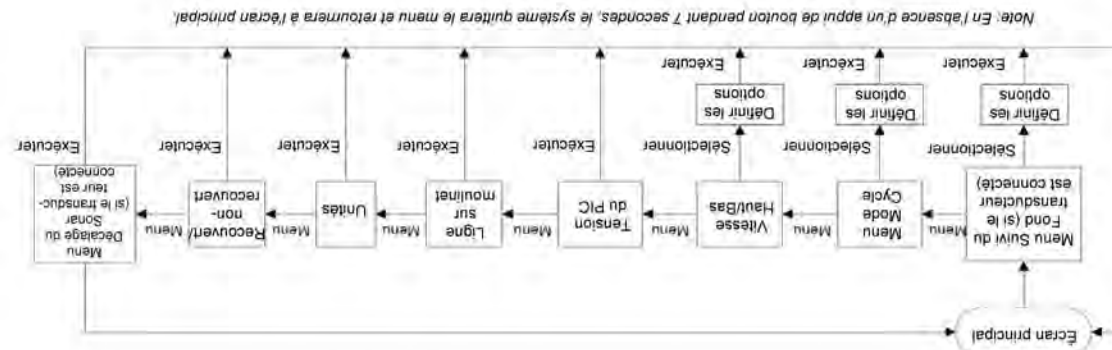 Écran principal
Menu Suivi du
Fond (si le
transducteur
est connecté)
Menu
Menu
Mode
Cycle
Menu
Vitesse
Haut/Bas
Menu
Tension
du PIC
Menu
Ligne
sur
moulinet
Menu
Unités
Menu
Recouvert/
non-
recouvert
Menu
Menu
Décalage du
Sonar
(si le transduc-
teur est
connecté)
Sélectionner
Sélectionner
Sélectionner
Exécuter
Exécuter
Exécuter
Exécuter
Exécuter
Définir les
options
Définir les
options
Définir les
options
Exécuter
Exécuter
Exécuter
Note: En l'absence d'un appui de bouton pendant 7 secondes, le système quittera le menu et retournera à l'écran principal.